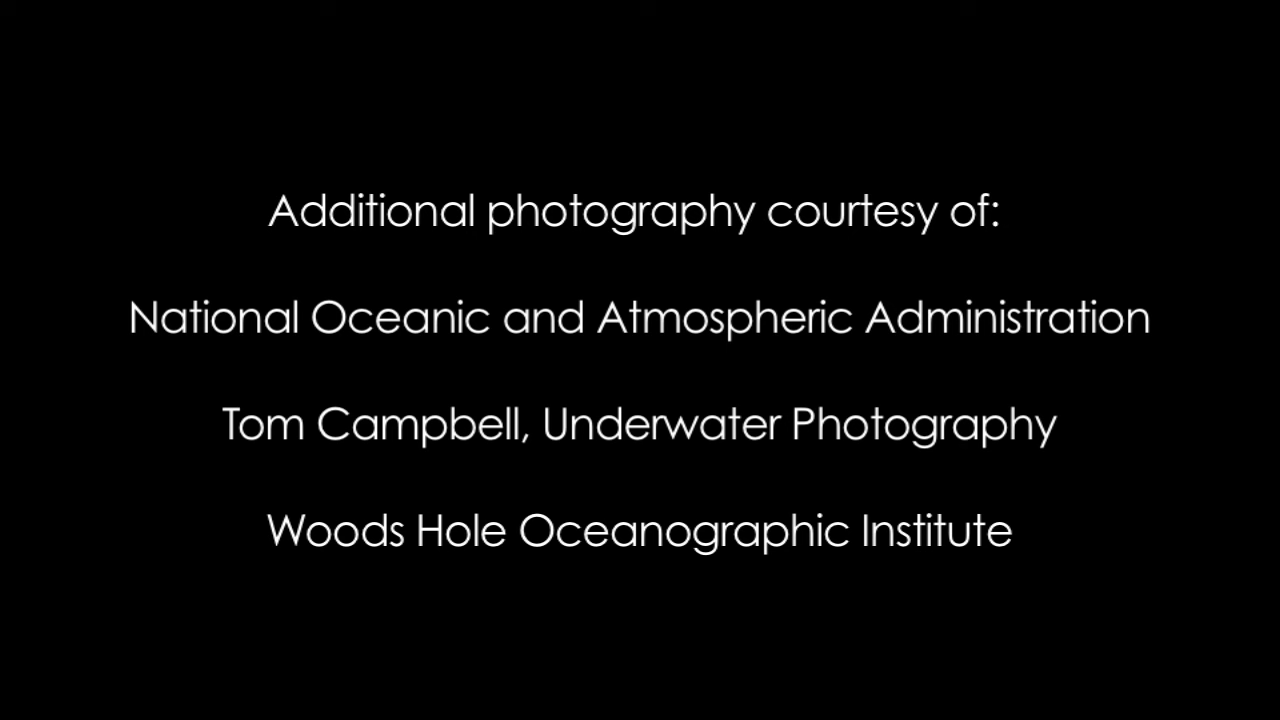 Additional photography courtesy of:
National Oceanic and Atmospheric Administration
Tom Campbell, Underwater Photography
Woods Hole Oceanographic Institute